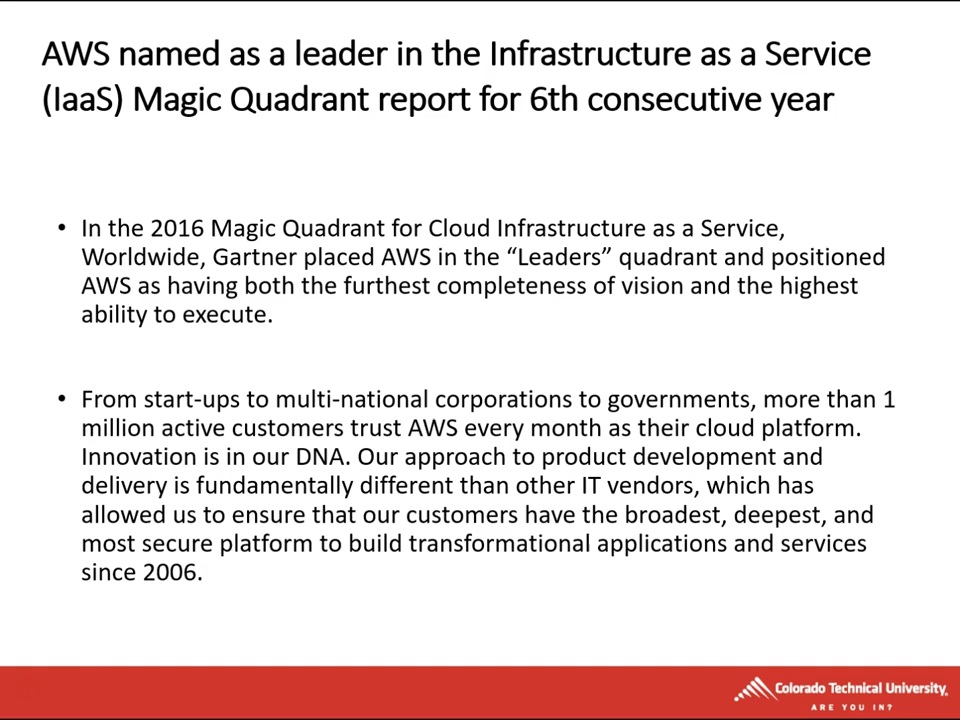 AWS named as a leader in the Infrastructure as a Service
(IaaS) Magic Quadrant report for 6th consecutive year
• In the 2016 Magic Quadrant for Cloud Infrastructure as a Service,
Worldwide, Gartner placed AWS in the “Leaders” quadrant and positioned
AWS as having both the furthest completeness of vision and the highest
ability to execute.
• From start-ups to multi-national corporations to governments, more than 1
million active customers trust AWS every month as their cloud platform.
Innovation is in our DNA. Our approach to product development and
delivery is fundamentally different than other IT vendors, which has
allowed us to ensure that our customers have the broadest, deepest, and
most secure platform to build transformational applications and services
since 2006.
Colorado Technical University.
ARE YOU IN?